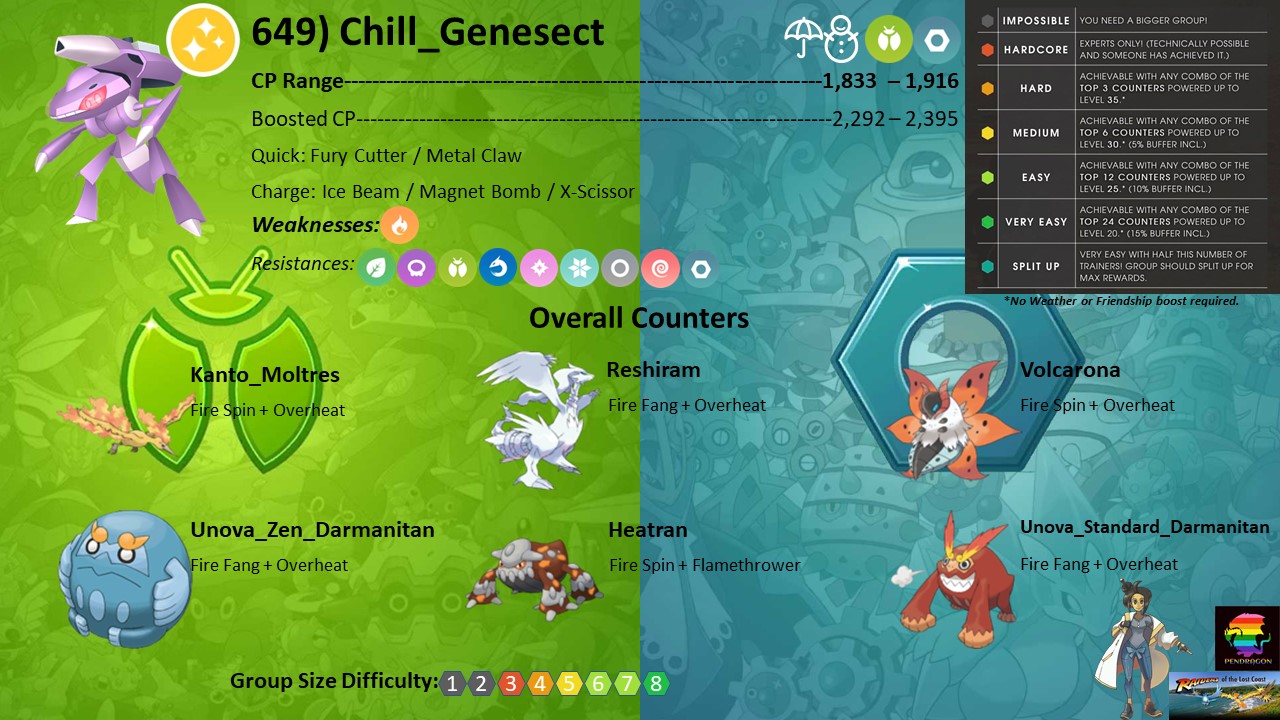 649) Chill_Genesect
CP Range------------------------------------------------------------------------1,833 – 1,916
Boosted CP------------------------------------------------------------------------2,292 – 2,395
Quick: Fury Cutter / Metal Claw
Charge: Ice Beam / Magnet Bomb / X-Scissor
Weaknesses:
Resistances:
IMPOSSIBLE YOU NEED A BIGGER GROUP!
HARDCORE EXPERTS ONLY! (TECHNICALLY POSSIBLE
AND SOMEONE HAS ACHIEVED IT.)
HARD ACHIEVABLE WITH ANY COMBO OF THE
TOP 3 COUNTERS POWERED UP TO
LEVEL 35.*
MEDIUM ACHIEVABLE WITH ANY COMBO OF THE
TOP 6 COUNTERS POWERED UP TO
LEVEL 30.* (5% BUFFER INCL.)
EASY ACHIEVABLE WITH ANY COMBO OF THE
TOP 12 COUNTERS POWERED UP TO
LEVEL 25.* (10% BUFFER INCL.)
VERY EASY ACHIEVABLE WITH ANY COMBO OF THE
TOP 24 COUNTERS POWERED UP TO
LEVEL 20.* (15% BUFFER INCL.)
SPLIT UP VERY EASY WITH HALF THIS NUMBER OF
TRAINERS! GROUP SHOULD SPLIT UP FOR
MAX REWARDS.
*No Weather or Friendship boost required.
Overall Counters
Kanto_Moltres
Fire Spin + Overheat
Reshiram
Fire Fang + Overheat
Volcarona
Fire Spin + Overheat
Unova_Zen_Darmanitan
Fire Fang + Overheat
Heatran
Fire Spin + Flamethrower
Unova_Standard_Darmanitan
Fire Fang + Overheat
Group Size Difficulty: 1 2 3 4 5 6 7 8
PENDRAGON
RAIDERS of the Lost Coast